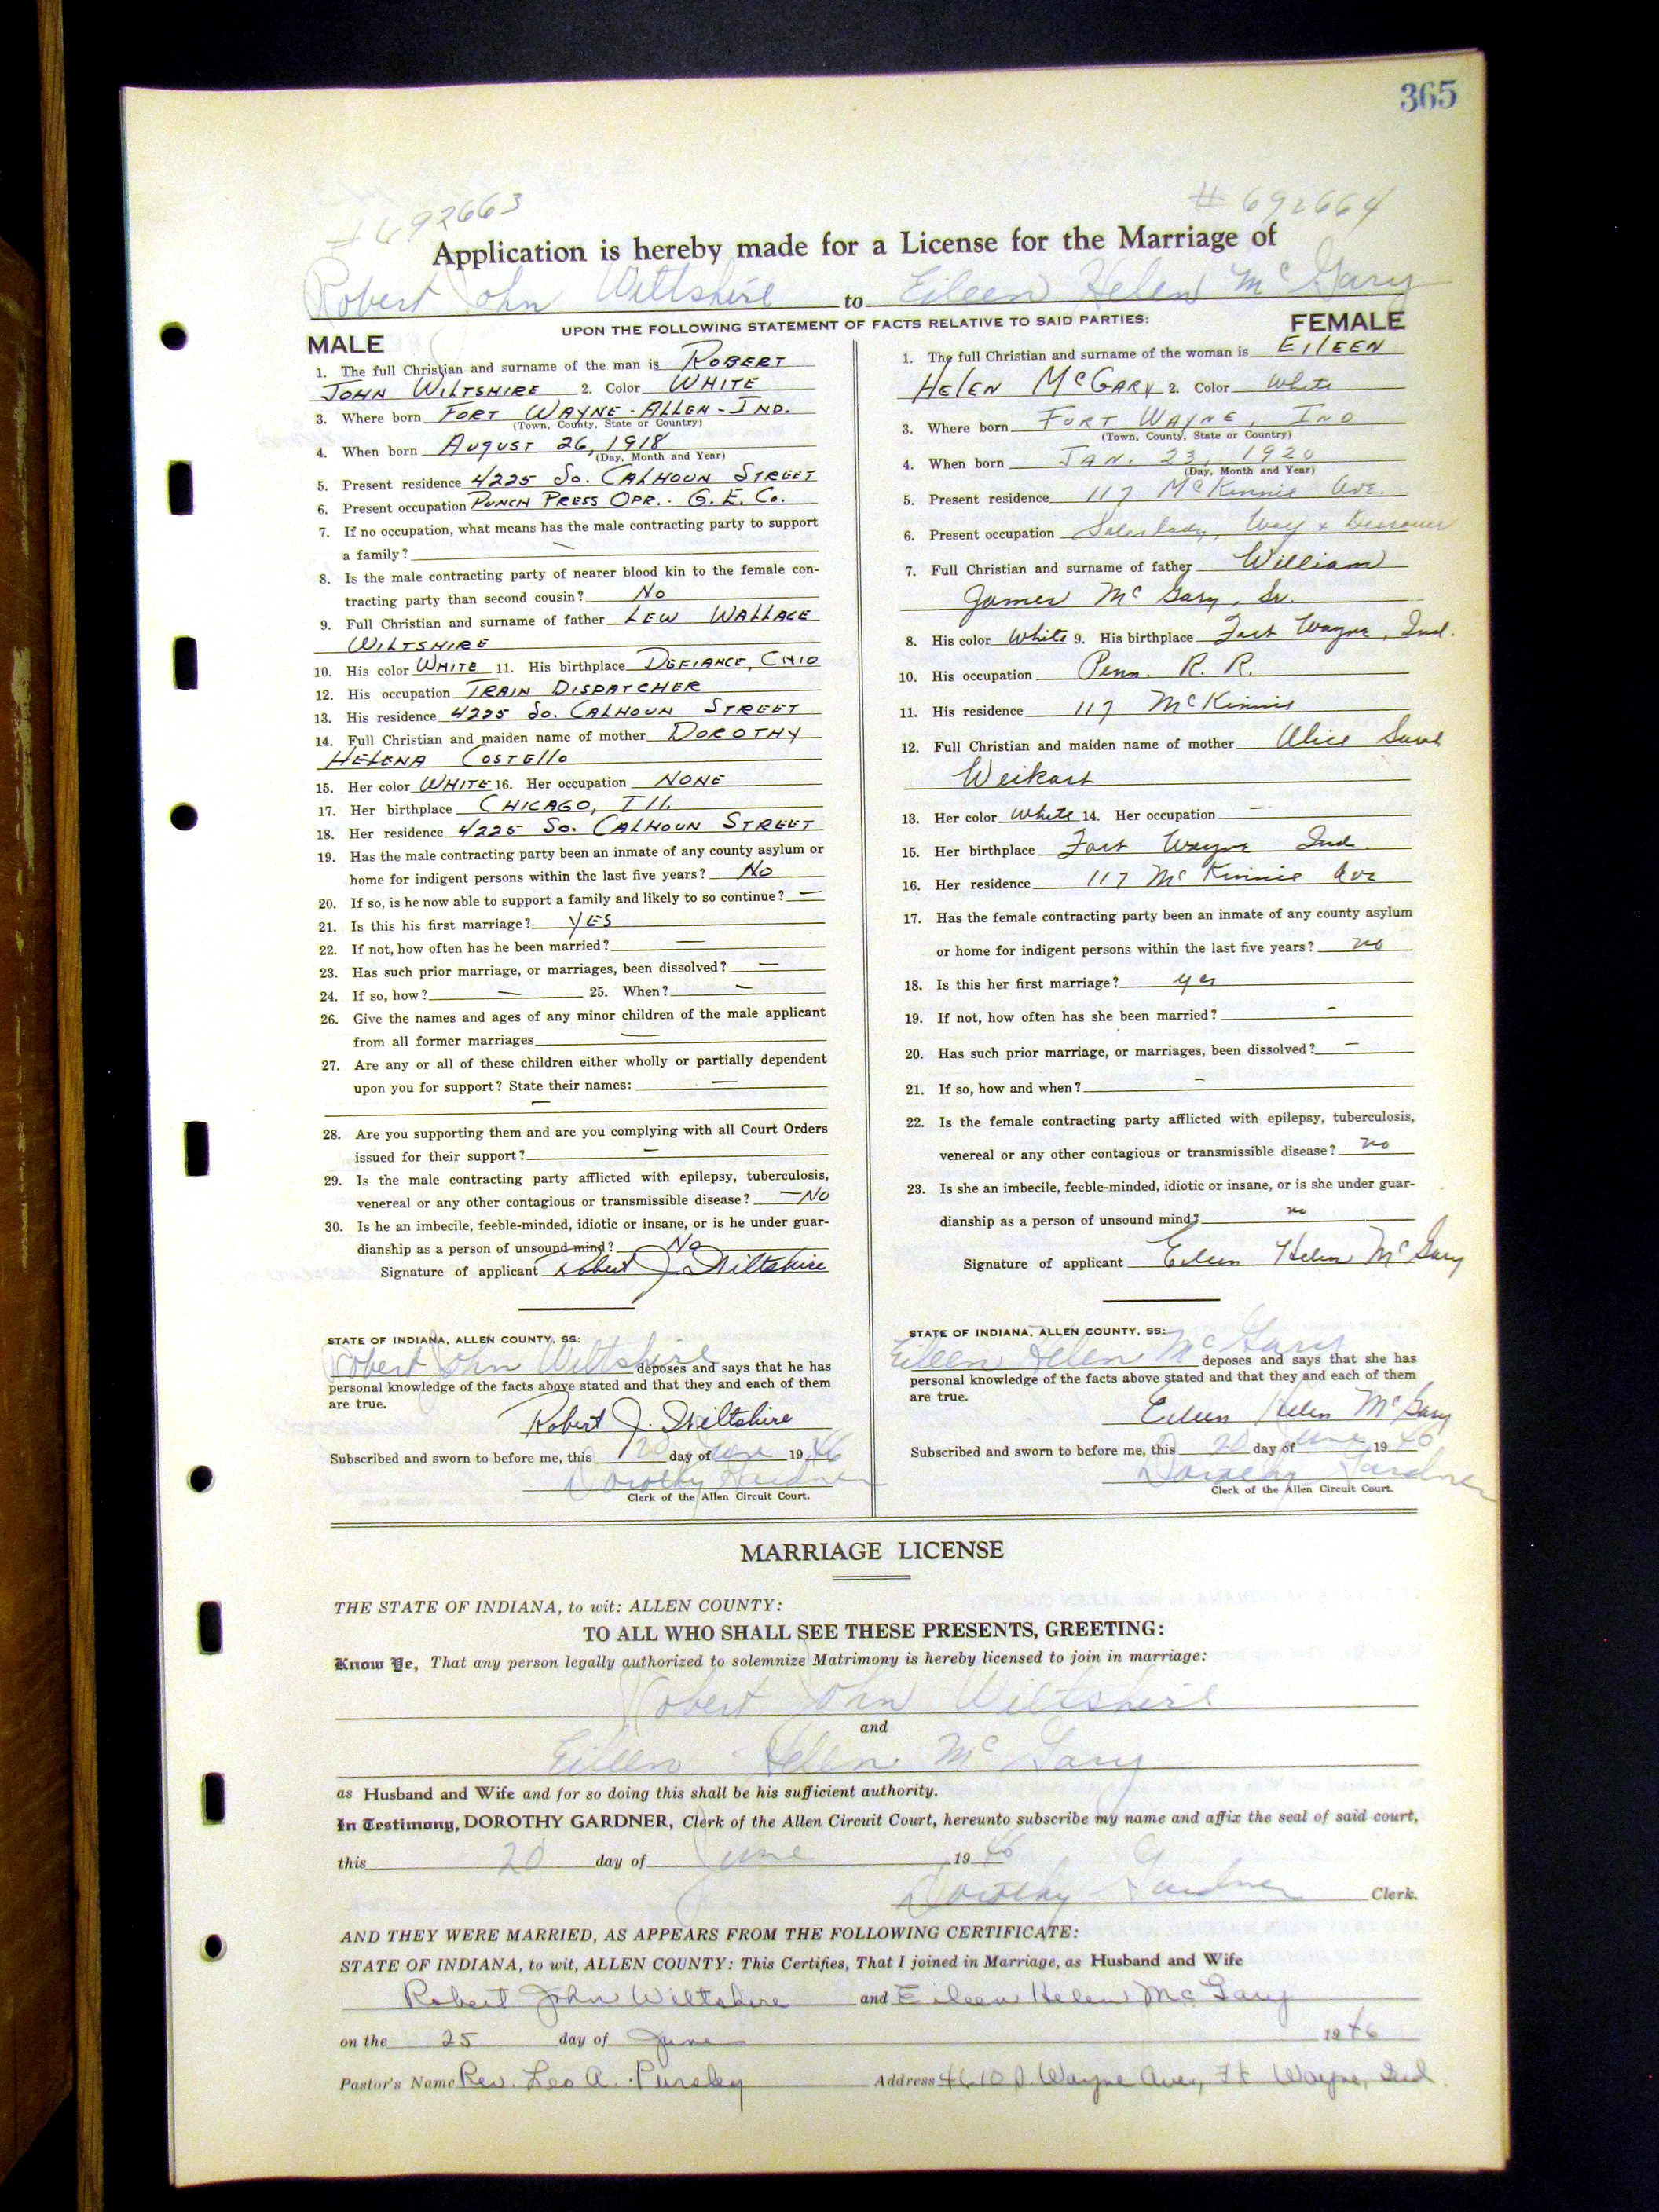 365
# 692663
# 692664
Application is hereby made for a License for the Marriage of
Robert John Wiltshire to Eileen Helen McGary
UPON THE FOLLOWING STATEMENT OF FACTS RELATIVE TO SAID PARTIES:
MALE
1. The full Christian and surname of the man is ROBERT
JOHN WILTSHIRE 2. Color WHITE
3. Where born FORT WAYNE - ALLEN - IND.
(Town, County, State or Country)
4. When born AUGUST 26, 1918
(Day, Month and Year)
5. Present residence 4225 So. CALHOUN STREET
6. Present occupation PUNCH PRESS OPR. - G. E. Co.
7. If no occupation, what means has the male contracting party to support
a family? —
8. Is the male contracting party of nearer blood kin to the female con-
tracting party than second cousin? No
9. Full Christian and surname of father LEW WALLACE
WILTSHIRE
10. His color WHITE 11. His birthplace DEFIANCE, OHIO
12. His occupation TRAIN DISPATCHER
13. His residence 4225 So. CALHOUN STREET
14. Full Christian and maiden name of mother DOROTHY
HELENA COSTELLO
15. Her color WHITE 16. Her occupation NONE
17. Her birthplace CHICAGO, Ill.
18. Her residence 4225 So. CALHOUN STREET
19. Has the male contracting party been an inmate of any county asylum or
home for indigent persons within the last five years? No
20. If so, is he now able to support a family and likely to so continue? —
21. Is this his first marriage? YES
22. If not, how often has he been married? —
23. Has such prior marriage, or marriages, been dissolved? —
24. If so, how? — 25. When? —
26. Give the names and ages of any minor children of the male applicant
from all former marriages —
27. Are any or all of these children either wholly or partially dependent
upon you for support? State their names: —
—
28. Are you supporting them and are you complying with all Court Orders
issued for their support? —
29. Is the male contracting party afflicted with epilepsy, tuberculosis,
venereal or any other contagious or transmissible disease? —No
30. Is he an imbecile, feeble-minded, idiotic or insane, or is he under guar-
dianship as a person of unsound mind? No
Signature of applicant Robert J. Wiltshire
STATE OF INDIANA, ALLEN COUNTY, SS:
Robert John Wiltshire deposes and says that he has
personal knowledge of the facts above stated and that they and each of them
are true.
Robert J. Wiltshire
Subscribed and sworn to before me, this 20 day of June 1946
Dorothy Gardner
Clerk of the Allen Circuit Court.
FEMALE
1. The full Christian and surname of the woman is EILEEN
HELEN McGARY 2. Color White
3. Where born FORT WAYNE, IND
(Town, County, State or Country)
4. When born JAN. 23, 1920
(Day, Month and Year)
5. Present residence 117 McKinnie Ave.
6. Present occupation Saleslady, Wolf & Dessauer
7. Full Christian and surname of father William
James McGary, Sr.
8. His color White 9. His birthplace Fort Wayne, Ind.
10. His occupation Penn. R. R.
11. His residence 117 McKinnie
12. Full Christian and maiden name of mother Alice Sarah
Weikart
13. Her color White 14. Her occupation —
15. Her birthplace Fort Wayne Ind.
16. Her residence 117 McKinnie Ave
17. Has the female contracting party been an inmate of any county asylum
or home for indigent persons within the last five years? no
18. Is this her first marriage? yes
19. If not, how often has she been married? —
20. Has such prior marriage, or marriages, been dissolved? —
21. If so, how and when? —
22. Is the female contracting party afflicted with epilepsy, tuberculosis,
venereal or any other contagious or transmissible disease? no
23. Is she an imbecile, feeble-minded, idiotic or insane, or is she under guar-
dianship as a person of unsound mind? no
Signature of applicant Eileen Helen McGary
STATE OF INDIANA, ALLEN COUNTY, SS:
Eileen Helen McGary deposes and says that she has
personal knowledge of the facts above stated and that they and each of them
are true.
Eileen Helen McGary
Subscribed and sworn to before me, this 20 day of June 1946
Dorothy Gardner
Clerk of the Allen Circuit Court.
MARRIAGE LICENSE
THE STATE OF INDIANA, to wit: ALLEN COUNTY:
TO ALL WHO SHALL SEE THESE PRESENTS, GREETING:
Know Ye, That any person legally authorized to solemnize Matrimony is hereby licensed to join in marriage:
Robert John Wiltshire
and
Eileen Helen McGary
as Husband and Wife and for so doing this shall be his sufficient authority.
In Testimony, DOROTHY GARDNER, Clerk of the Allen Circuit Court, hereunto subscribe my name and affix the seal of said court,
this 20 day of June, 1946
Dorothy Gardner Clerk.
AND THEY WERE MARRIED, AS APPEARS FROM THE FOLLOWING CERTIFICATE:
STATE OF INDIANA, to wit, ALLEN COUNTY: This Certifies, That I joined in Marriage, as Husband and Wife
Robert John Wiltshire and Eileen Helen McGary
on the 25 day of June 1946
Pastor's Name Rev. Leo A. Pursley Address 4610 S. Wayne Ave., Ft. Wayne, Ind.